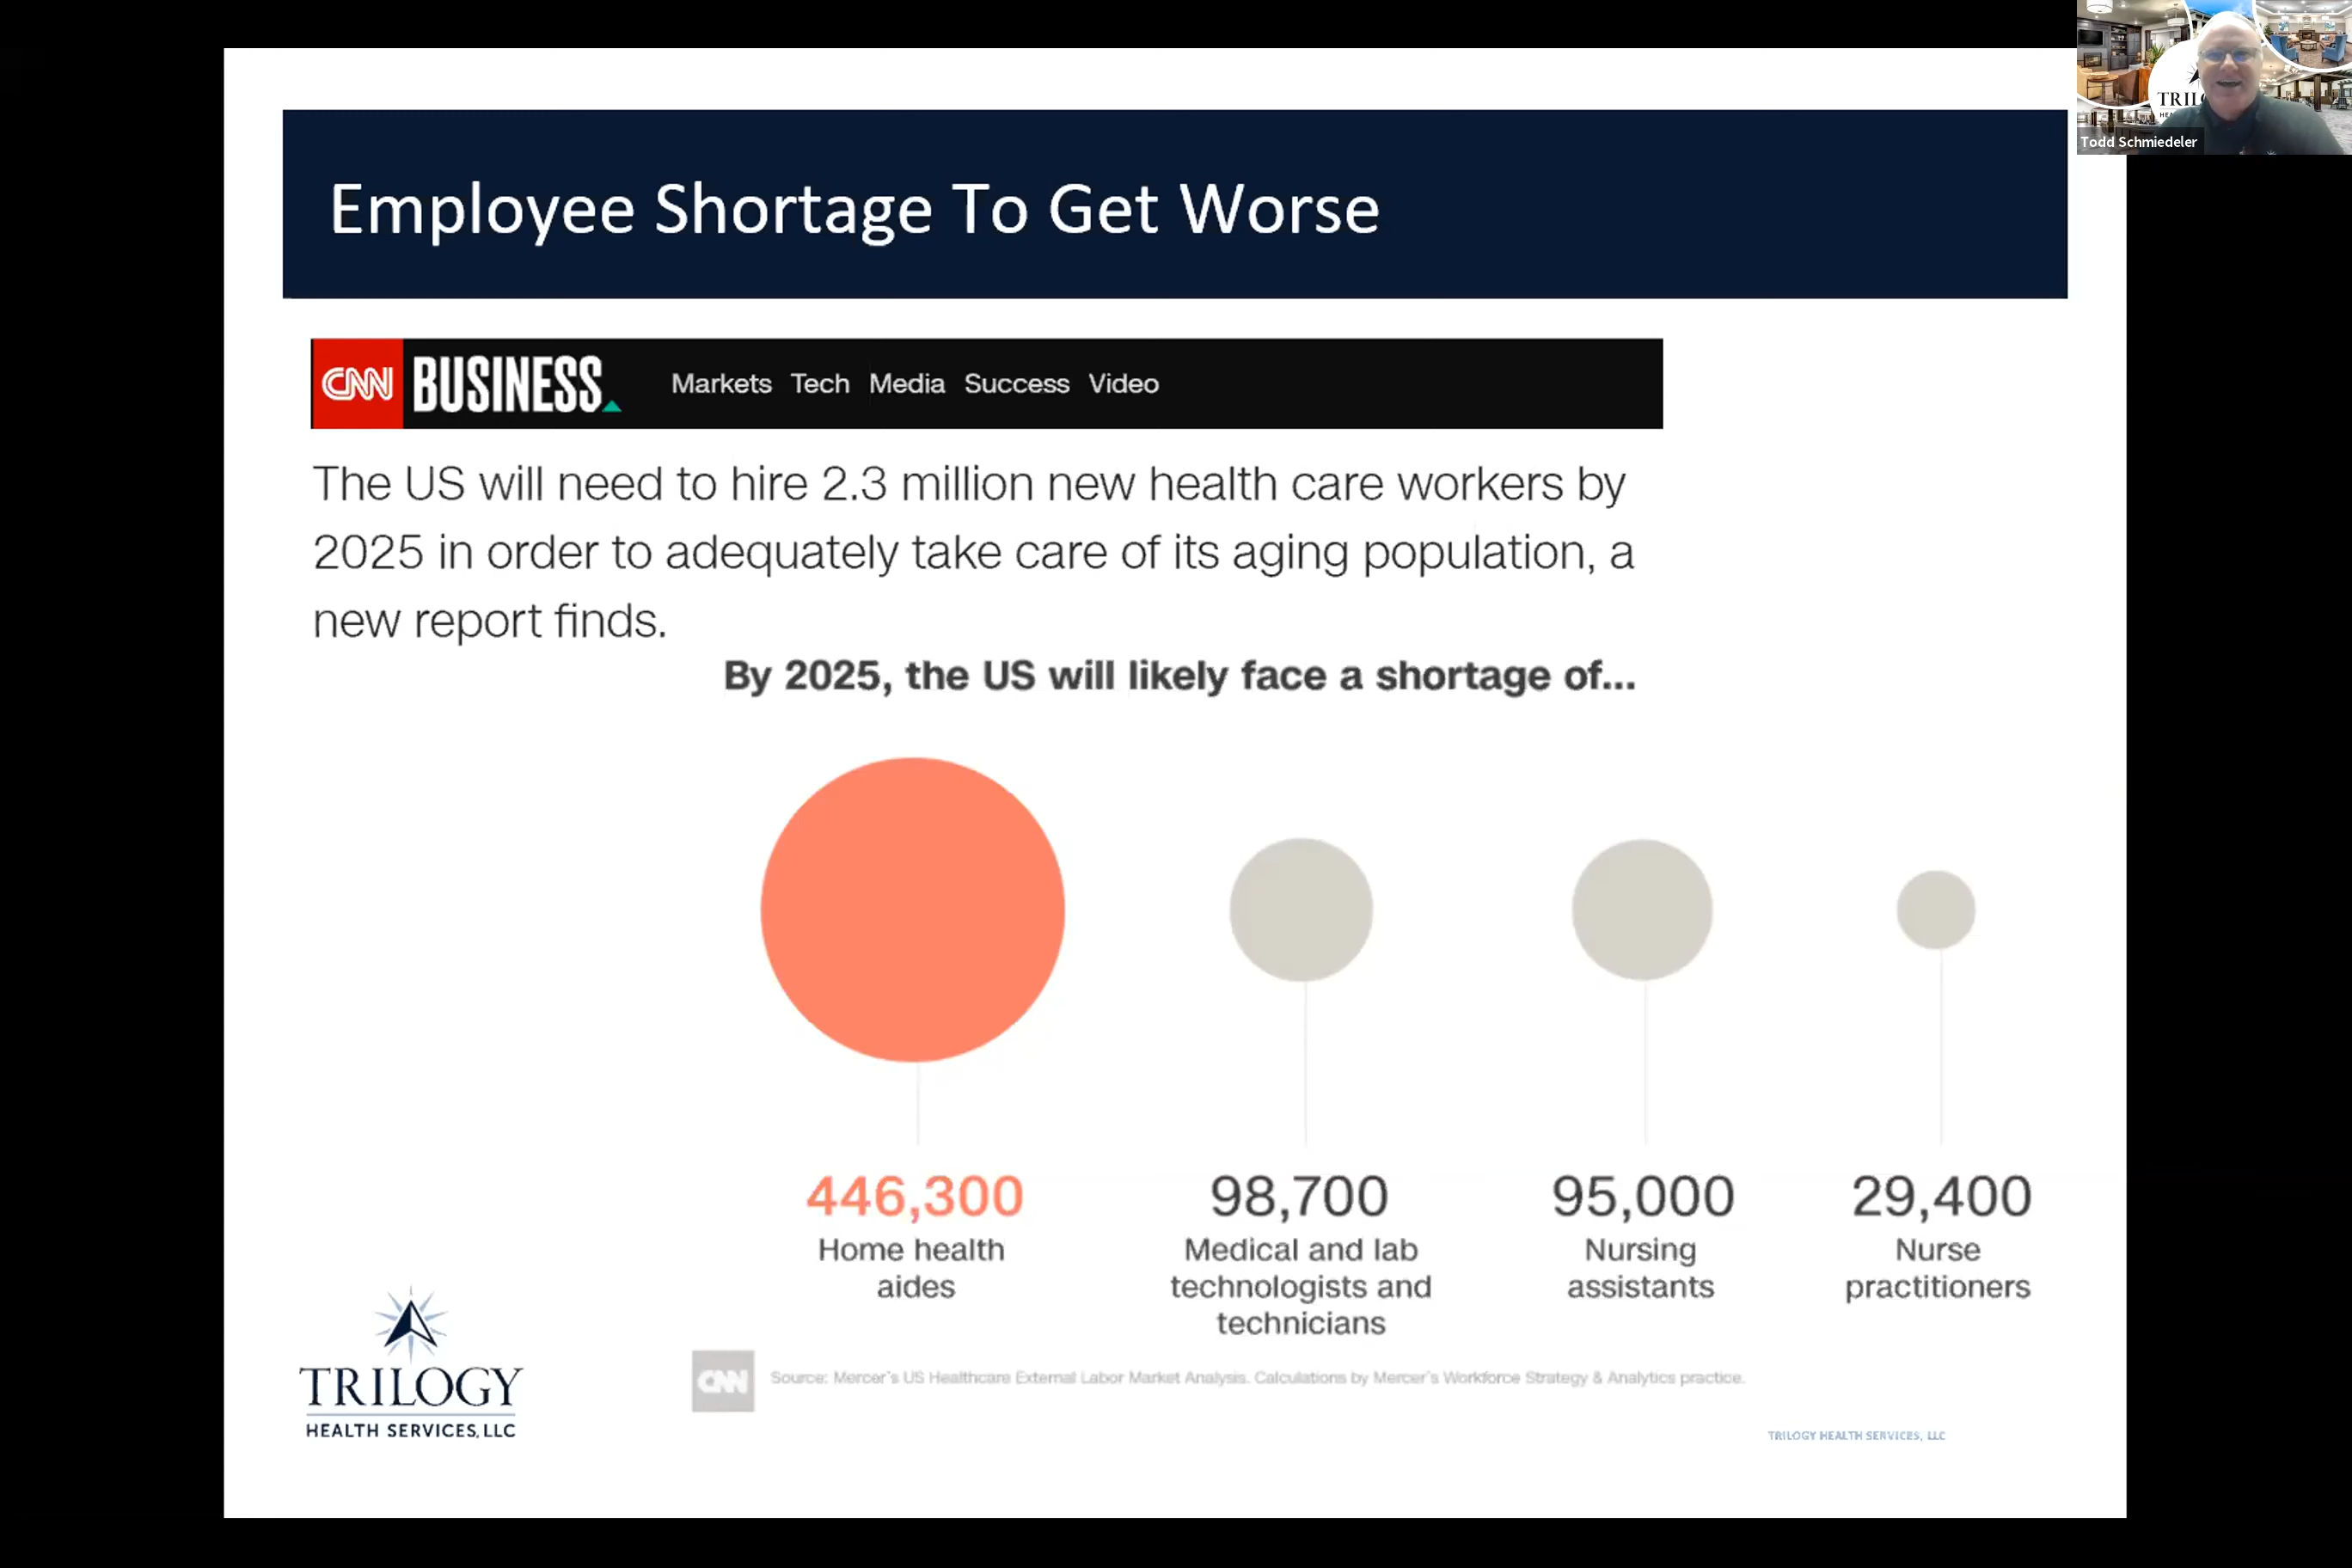 TRIL
HE
Todd Schmiedeler
Employee Shortage To Get Worse
CNN BUSINESS Markets Tech Media Success Video
The US will need to hire 2.3 million new health care workers by
2025 in order to adequately take care of its aging population, a
new report finds.
By 2025, the US will likely face a shortage of...
446,300
Home health
aides
98,700
Medical and lab
technologists and
technicians
95,000
Nursing
assistants
29,400
Nurse
practitioners
CNN Source: Mercer's US Healthcare External Labor Market Analysis. Calculations by Mercer's Workforce Strategy & Analytics practice.
TRILOGY
HEALTH SERVICES, LLC
TRILOGY HEALTH SERVICES, LLC